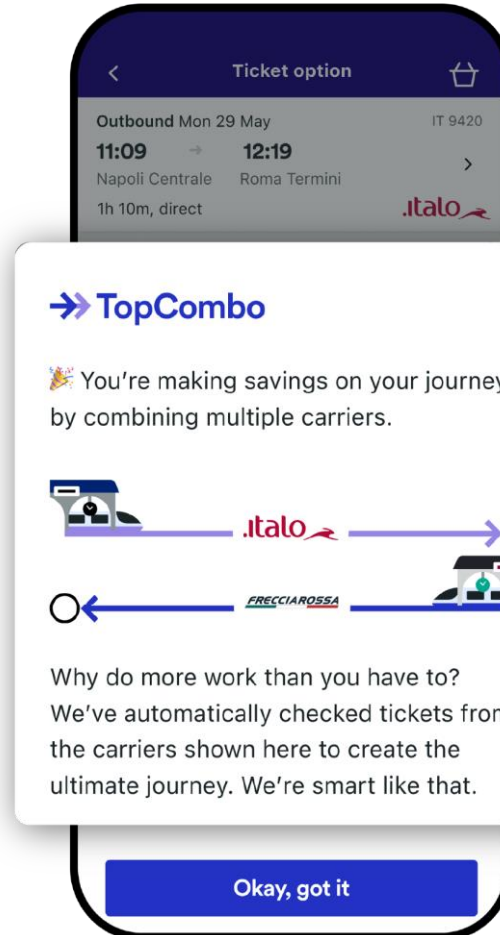 Ticket option
Outbound Mon 29 May IT 9420
11:09 → 12:19
Napoli Centrale Roma Termini
1h 10m, direct .italo
TopCombo
🎉 You're making savings on your journey
by combining multiple carriers.
.italo
FRECCIAROSSA
Why do more work than you have to?
We've automatically checked tickets from
the carriers shown here to create the
ultimate journey. We're smart like that.
Okay, got it